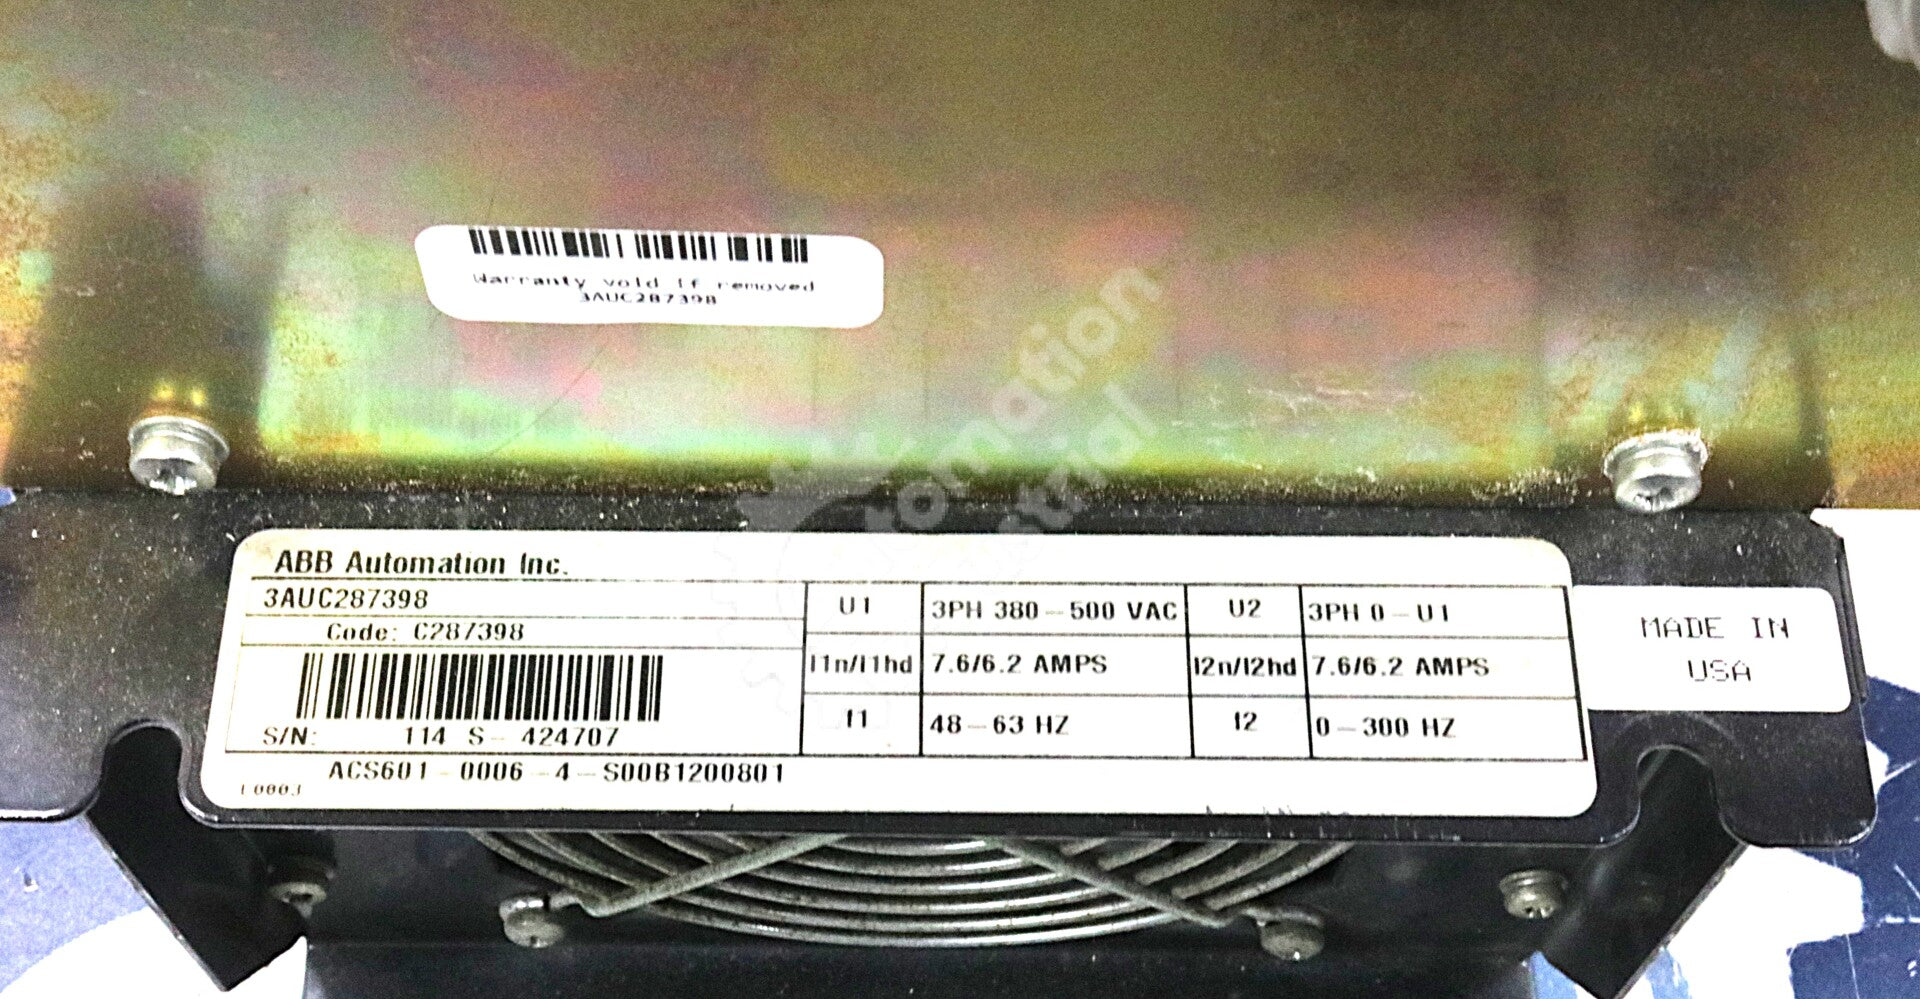 Warranty void if removed
3AUC287398
ABB Automation Inc.
3AUC287398
Code: C287398
S/N: 114 S - 424707
ACS601 - 0006 - 4 - S00B1200801
U1 3PH 380 - 500 VAC U2 3PH 0 - U1
I1n/I1hd 7.6/6.2 AMPS I2n/I2hd 7.6/6.2 AMPS
f1 48 - 63 HZ f2 0 - 300 HZ
MADE IN
USA
Automation
Industrial